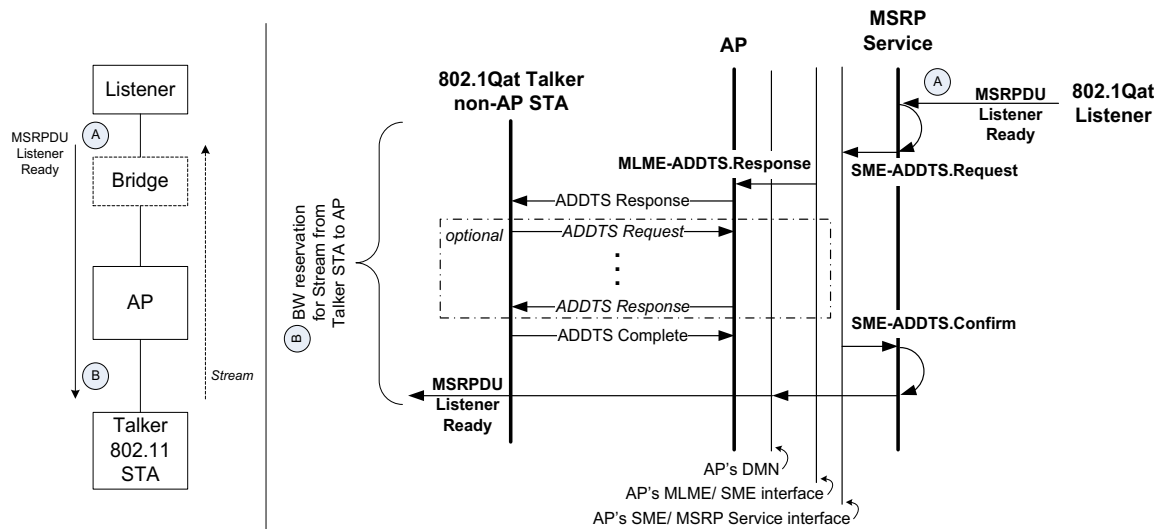 Listener
MSRPDU
Listener
Ready
A
Bridge
AP
B
Stream
Talker
802.11
STA
B
BW reservation
for Stream from
Talker STA to AP
802.1Qat Talker
non-AP STA
AP
MSRP
Service
A
MSRPDU
Listener
Ready
802.1Qat
Listener
SME-ADDTS.Request
MLME-ADDTS.Response
ADDTS Response
optional
ADDTS Request
ADDTS Response
ADDTS Complete
SME-ADDTS.Confirm
MSRPDU
Listener
Ready
AP's DMN
AP's MLME/ SME interface
AP's SME/ MSRP Service interface